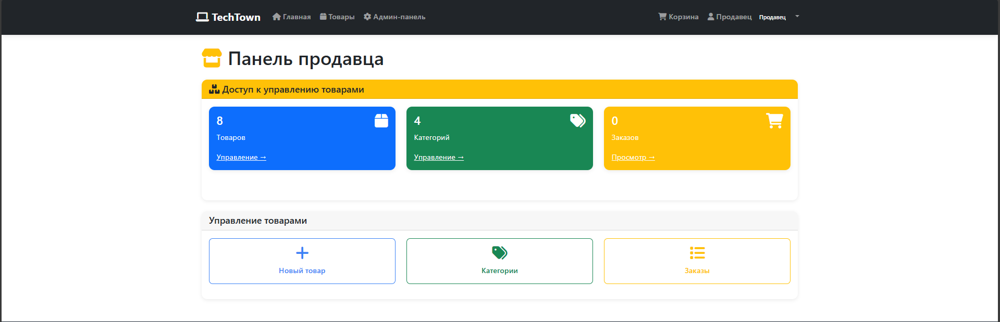 TechTown Главная Товары Админ-панель Корзина Продавец Продавец
Панель продавца
Доступ к управлению товарами
8
Товаров
Управление →
4
Категорий
Управление →
0
Заказов
Просмотр →
Управление товарами
Новый товар
Категории
Заказы